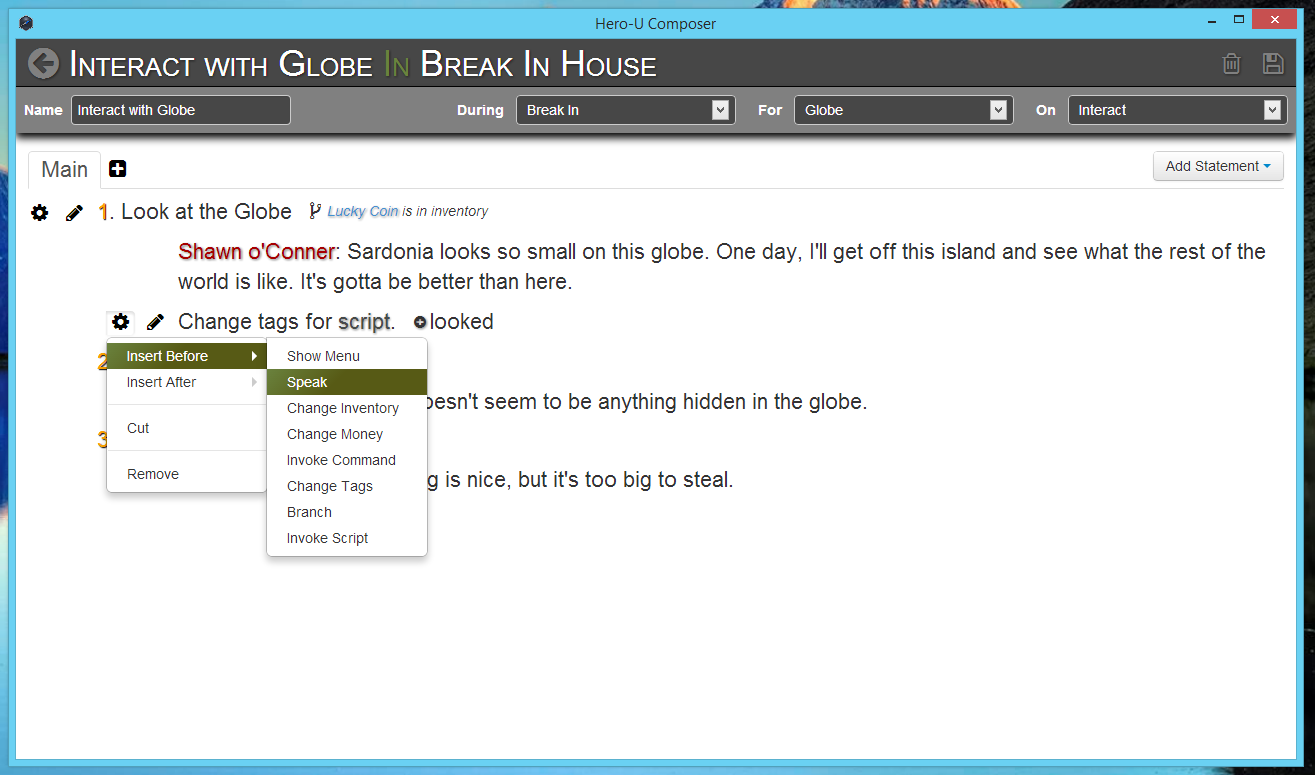 Hero-U Composer
Interact with Globe In Break In House
Name Interact with Globe During Break In For Globe On Interact
Main Add Statement
1. Look at the Globe Lucky Coin is in inventory
Shawn o'Conner: Sardonia looks so small on this globe. One day, I'll get off this island and see what the rest of the
world is like. It's gotta be better than here.
Change tags for script. looked
2
Insert Before
Insert After
Cut
Remove
Show Menu
Speak
Change Inventory
Change Money
Invoke Command
Change Tags
Branch
Invoke Script
esn't seem to be anything hidden in the globe.
3
g is nice, but it's too big to steal.